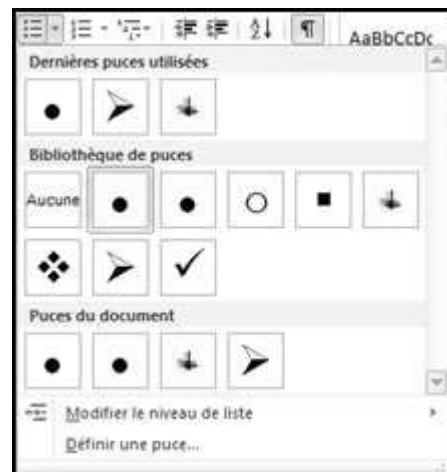 AaBbCcDc
Dernières puces utilisées
Bibliothèque de puces
Aucune
Puces du document
Modifier le niveau de liste
Définir une puce...